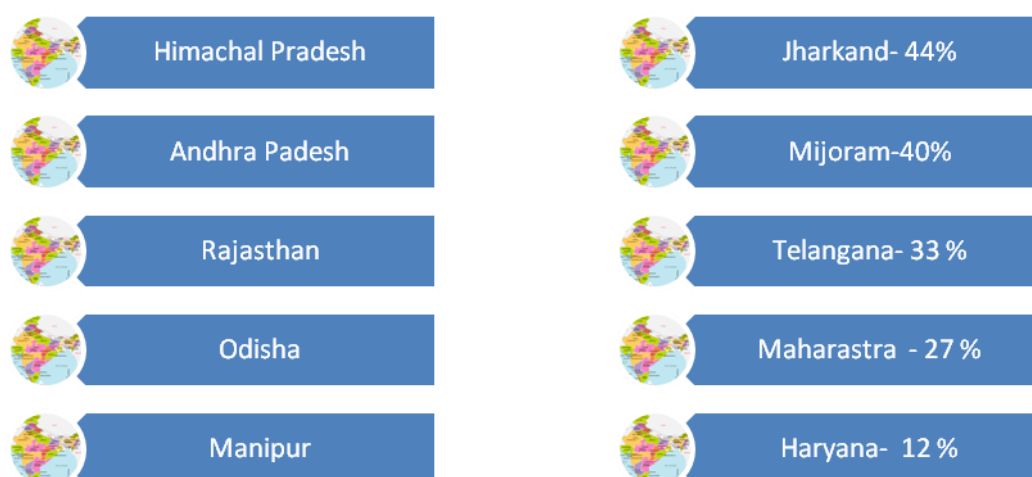 Himachal Pradesh
Andhra Padesh
Rajasthan
Odisha
Manipur
Jharkand- 44%
Mijoram-40%
Telangana- 33 %
Maharastra  - 27 %
Haryana-  12 %